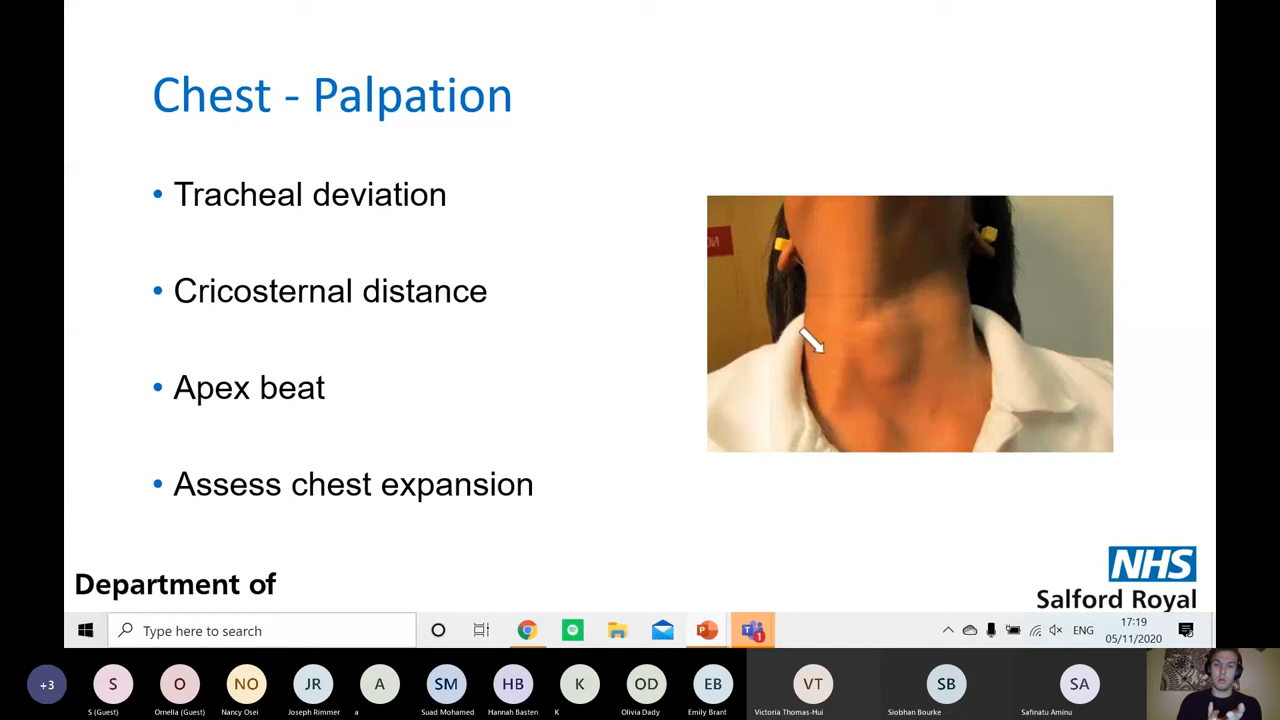 Chest - Palpation
• Tracheal deviation
• Cricosternal distance
• Apex beat
• Assess chest expansion
Department of
NHS
Salford Royal
Type here to search
1
ENG
17:19
05/11/2020
+3
S
O
NO
JR
A
SM
HB
K
OD
EB
VT
SB
SA
S (Guest)
Ornella (Guest)
Nancy Osei
Joseph Rimmer
a
Suad Mohamed
Hannah Basten
K
Olivia Dady
Emily Brant
Victoria Thomas-Hui
Siobhan Bourke
Safinatu Aminu